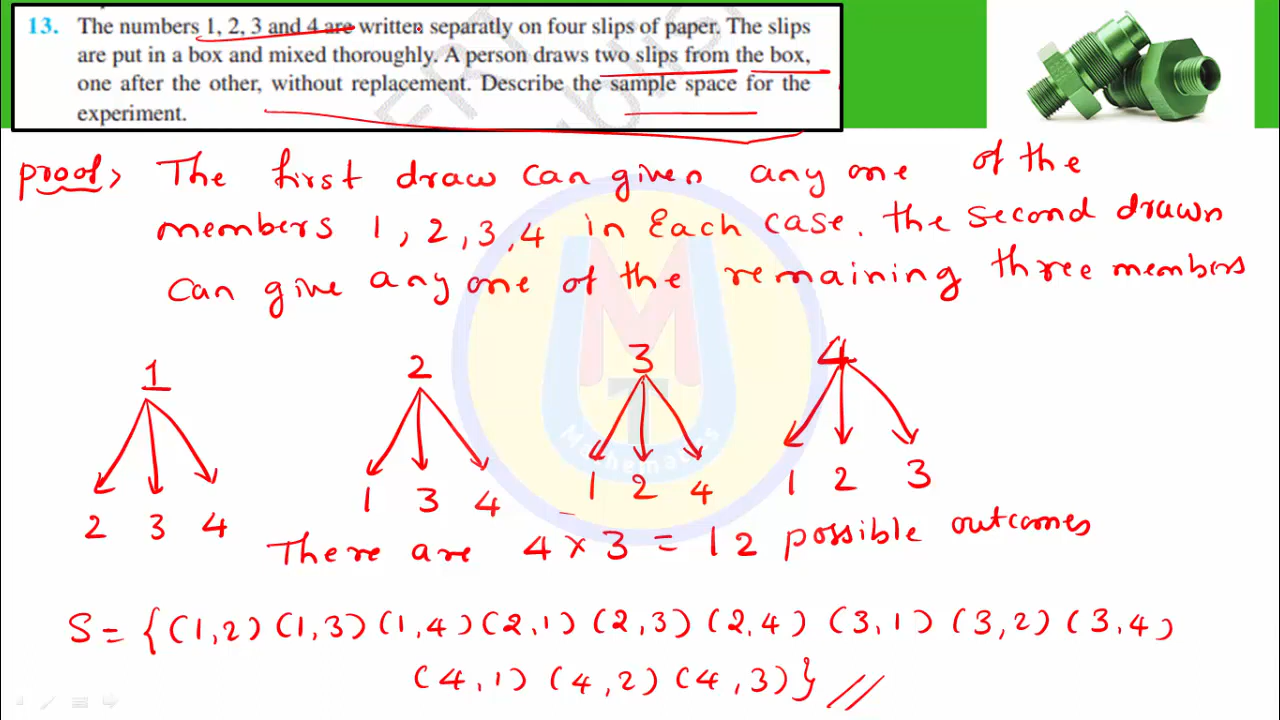 13. The numbers 1, 2, 3 and 4 are written separatly on four slips of paper. The slips
are put in a box and mixed thoroughly. A person draws two slips from the box,
one after the other, without replacement. Describe the sample space for the
experiment.
proof> The first draw can given any one of the
members 1, 2, 3, 4 in Each case. the second drawn
can give any one of the remaining three members
1 2 3 4
2 3 4 1 3 4 1 2 4 1 2 3
There are 4 x 3 = 12 possible outcomes
S = {(1,2) (1,3) (1,4) (2,1) (2,3) (2,4) (3,1) (3,2) (3,4)
(4,1) (4,2) (4,3)} //
MUT
Mathematics